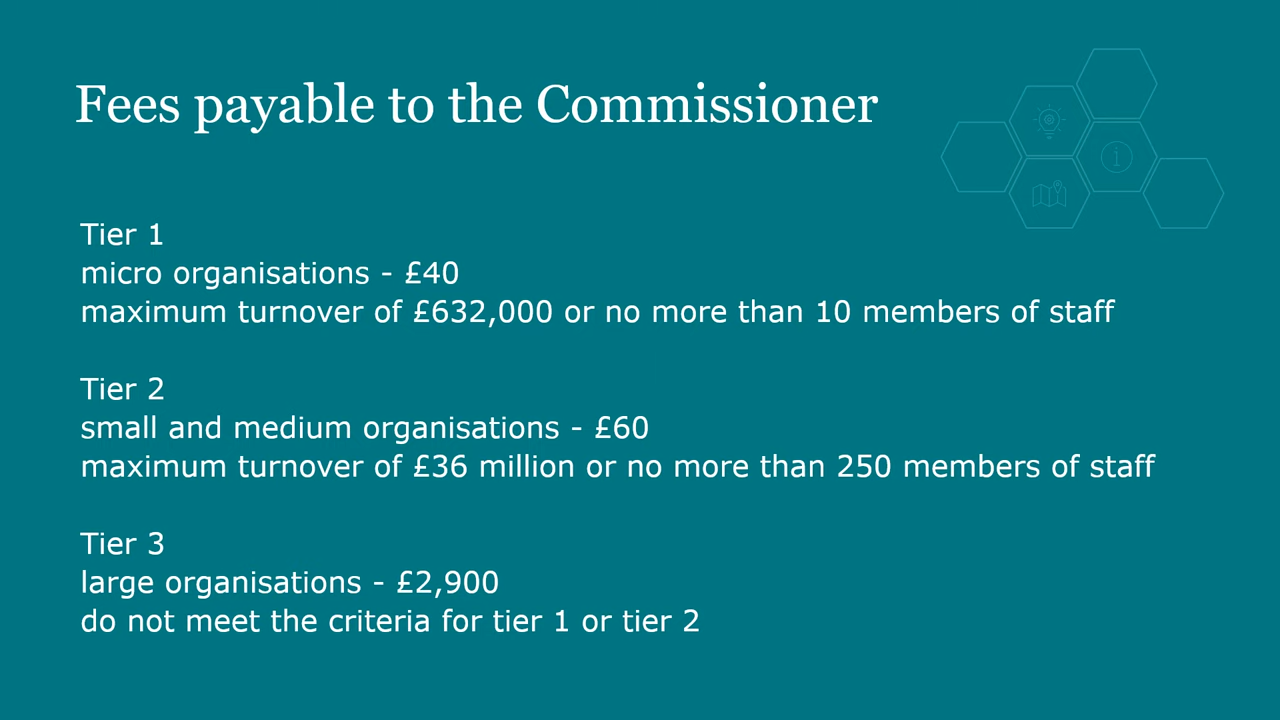 Fees payable to the Commissioner
Tier 1
micro organisations - £40
maximum turnover of £632,000 or no more than 10 members of staff
Tier 2
small and medium organisations - £60
maximum turnover of £36 million or no more than 250 members of staff
Tier 3
large organisations - £2,900
do not meet the criteria for tier 1 or tier 2